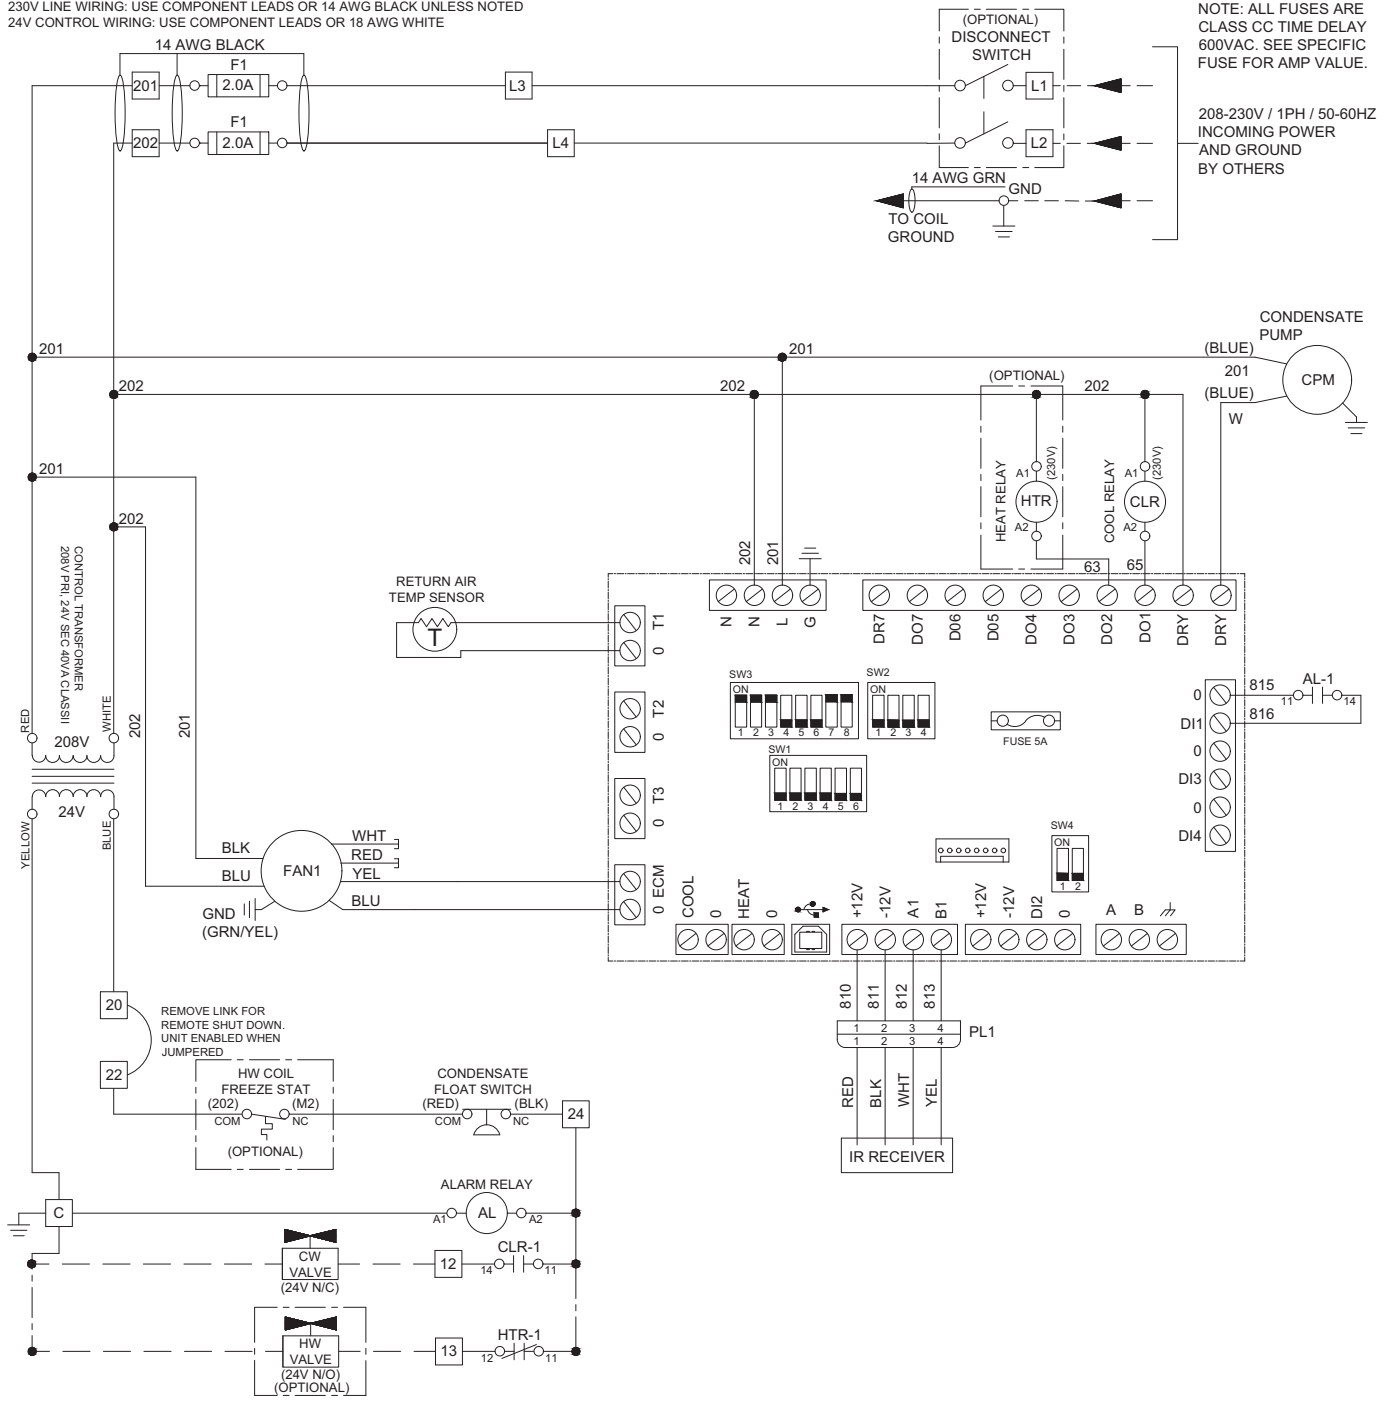 230V LINE WIRING: USE COMPONENT LEADS OR 14 AWG BLACK UNLESS NOTED
24V CONTROL WIRING: USE COMPONENT LEADS OR 18 AWG WHITE
NOTE: ALL FUSES ARE
CLASS CC TIME DELAY
600VAC. SEE SPECIFIC
FUSE FOR AMP VALUE.
14 AWG BLACK
201
F1
2.0A
L3
202
F1
2.0A
L4
(OPTIONAL)
DISCONNECT
SWITCH
L1
L2
208-230V / 1PH / 50-60HZ
INCOMING POWER
AND GROUND
BY OTHERS
14 AWG GRN
GND
TO COIL
GROUND
CONDENSATE
PUMP
201
201
(BLUE)
201
CPM
(BLUE)
W
202
202
(OPTIONAL)
202
HEAT RELAY
A1
(230V)
HTR
A2
63
COOL RELAY
A1
(230V)
CLR
A2
65
201
202
CONTROL TRANSFORMER
208V PRI, 24V SEC 40VA CLASSII
RED
WHITE
208V
24V
YELLOW
BLUE
202
201
202
201
RETURN AIR
TEMP SENSOR
T
T1
0
T2
0
T3
0
ECM
0
N
N
L
G
DR7
DO7
D06
D05
DO4
DO3
DO2
DO1
DRY
DRY
SW3
ON
1 2 3 4 5 6 7 8
SW2
ON
1 2 3 4
SW1
ON
1 2 3 4 5 6
FUSE 5A
SW4
ON
1 2
0
DI1
0
DI3
0
DI4
815
816
AL-1
11
14
BLK
BLU
FAN1
WHT
RED
YEL
BLU
GND
(GRN/YEL)
COOL
0
HEAT
0
+12V
-12V
A1
B1
+12V
-12V
DI2
0
A
B
810
811
812
813
1 2 3 4
1 2 3 4
PL1
RED
BLK
WHT
YEL
IR RECEIVER
20
REMOVE LINK FOR
REMOTE SHUT DOWN.
UNIT ENABLED WHEN
JUMPERED
22
HW COIL
FREEZE STAT
(202)
(M2)
COM
NC
(OPTIONAL)
CONDENSATE
FLOAT SWITCH
(RED)
(BLK)
COM
NC
24
C
ALARM RELAY
A1
AL
A2
CW
VALVE
(24V N/C)
12
CLR-1
14
11
HW
VALVE
(24V N/O)
(OPTIONAL)
13
HTR-1
12
11